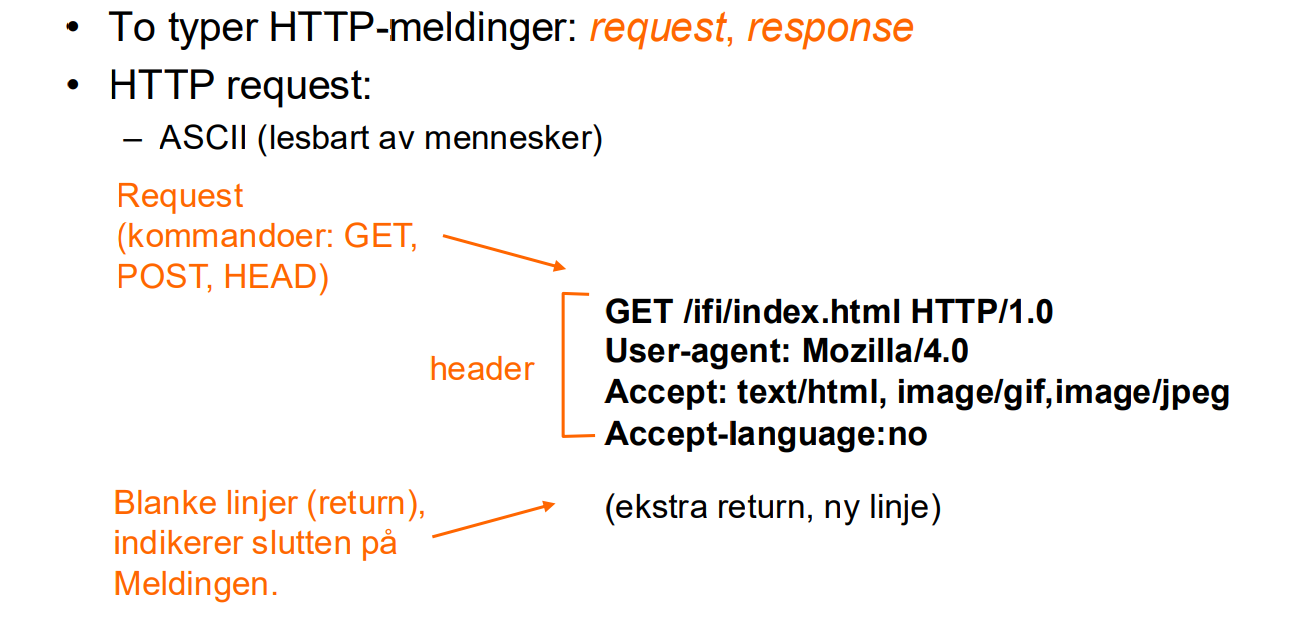 • To typer HTTP-meldinger: request, response
• HTTP request:
– ASCII (lesbart av mennesker)
Request
(kommandoer: GET,
POST, HEAD)
header
GET /ifi/index.html HTTP/1.0
User-agent: Mozilla/4.0
Accept: text/html, image/gif,image/jpeg
Accept-language:no
Blanke linjer (return),
indikerer slutten på
Meldingen.
(ekstra return, ny linje)